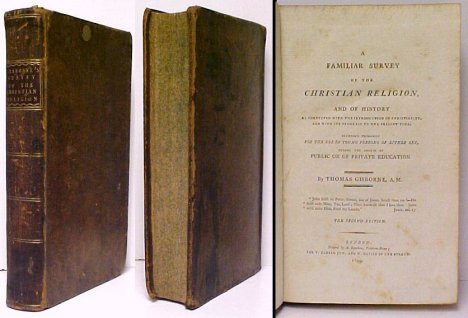 GISBORNE'S
SURVEY
OF THE
CHRISTIAN
RELIGION
A
FAMILIAR SURVEY
OF THE
CHRISTIAN RELIGION,
AND OF HISTORY
AS CONNECTED WITH THE INTRODUCTION OF CHRISTIANITY,
AND WITH ITS PROGRESS TO THE PRESENT TIME;
INTENDED PRIMARILY
FOR THE USE OF YOUNG PERSONS OF EITHER SEX,
DURING THE COURSE OF
PUBLIC OR OF PRIVATE EDUCATION
By THOMAS GISBORNE, A.M.
THE SECOND EDITION.
LONDON: